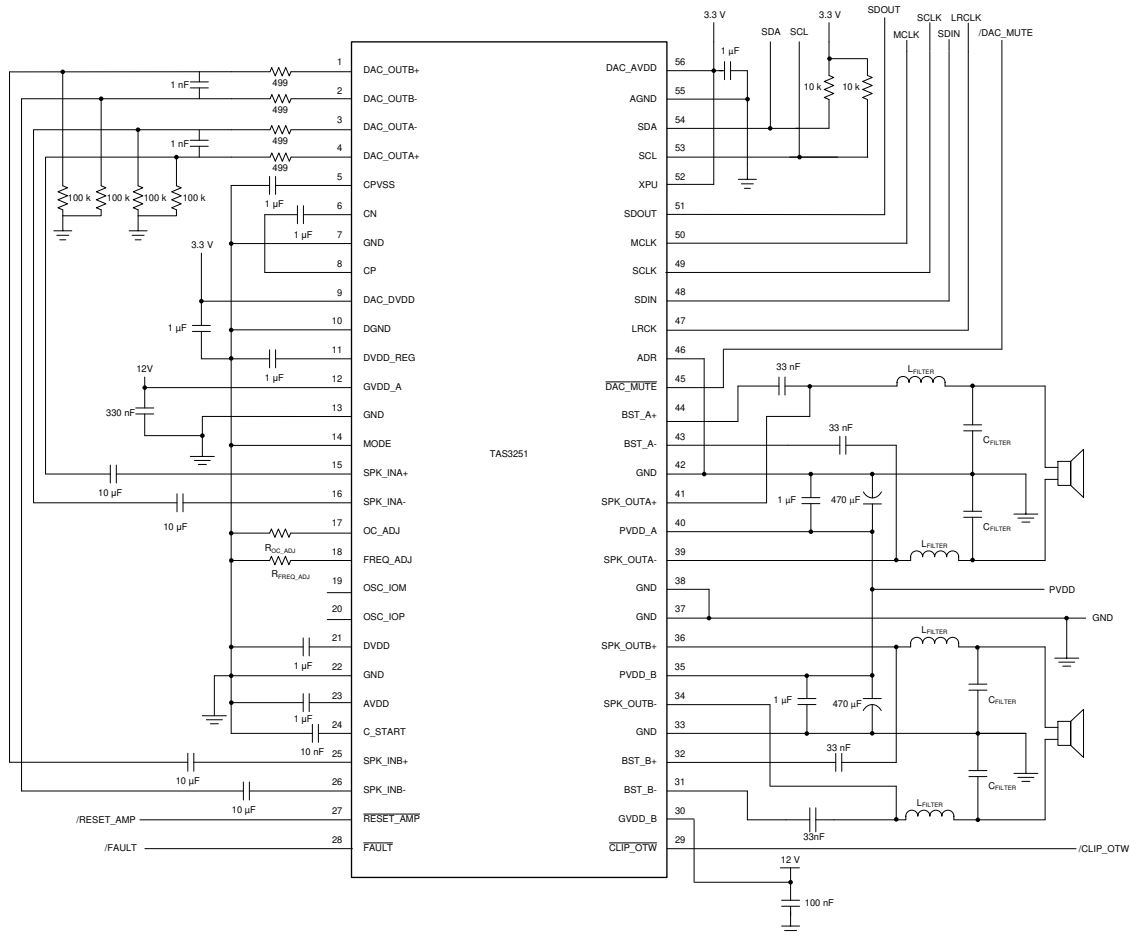 3.3 V
3.3 V
SDOUT
SCLK
LRCLK
SDA
SCL
MCLK
SDIN
/DAC_MUTE
1 µF
10 k
10 k
1
DAC_OUTB+
499
1 nF
2
DAC_OUTB-
499
3
DAC_OUTA-
499
1 nF
4
DAC_OUTA+
499
100 k
100 k
100 k
100 k
5
CPVSS
1 µF
6
CN
1 µF
7
GND
3.3 V
8
CP
9
DAC_DVDD
1 µF
10
DGND
11
DVDD_REG
1 µF
12V
12
GVDD_A
330 nF
13
GND
14
MODE
15
SPK_INA+
10 µF
16
SPK_INA-
10 µF
17
OC_ADJ
ROC_ADJ
18
FREQ_ADJ
RFREQ_ADJ
19
OSC_IOM
20
OSC_IOP
21
DVDD
1 µF
22
GND
23
AVDD
1 µF
24
C_START
10 nF
25
SPK_INB+
10 µF
26
SPK_INB-
10 µF
/RESET_AMP
27
RESET_AMP
/FAULT
28
FAULT
TAS3251
DAC_AVDD
56
AGND
55
SDA
54
SCL
53
XPU
52
SDOUT
51
MCLK
50
SCLK
49
SDIN
48
LRCK
47
ADR
46
DAC_MUTE
45
33 nF
LFILTER
BST_A+
44
CFILTER
BST_A-
43
33 nF
GND
42
SPK_OUTA+
41
1 µF
470 µF
CFILTER
PVDD_A
40
SPK_OUTA-
39
LFILTER
GND
38
PVDD
GND
37
GND
SPK_OUTB+
36
LFILTER
PVDD_B
35
1 µF
470 µF
CFILTER
SPK_OUTB-
34
GND
33
BST_B+
32
33 nF
CFILTER
BST_B-
31
33nF
LFILTER
GVDD_B
30
CLIP_OTW
29
/CLIP_OTW
12 V
100 nF